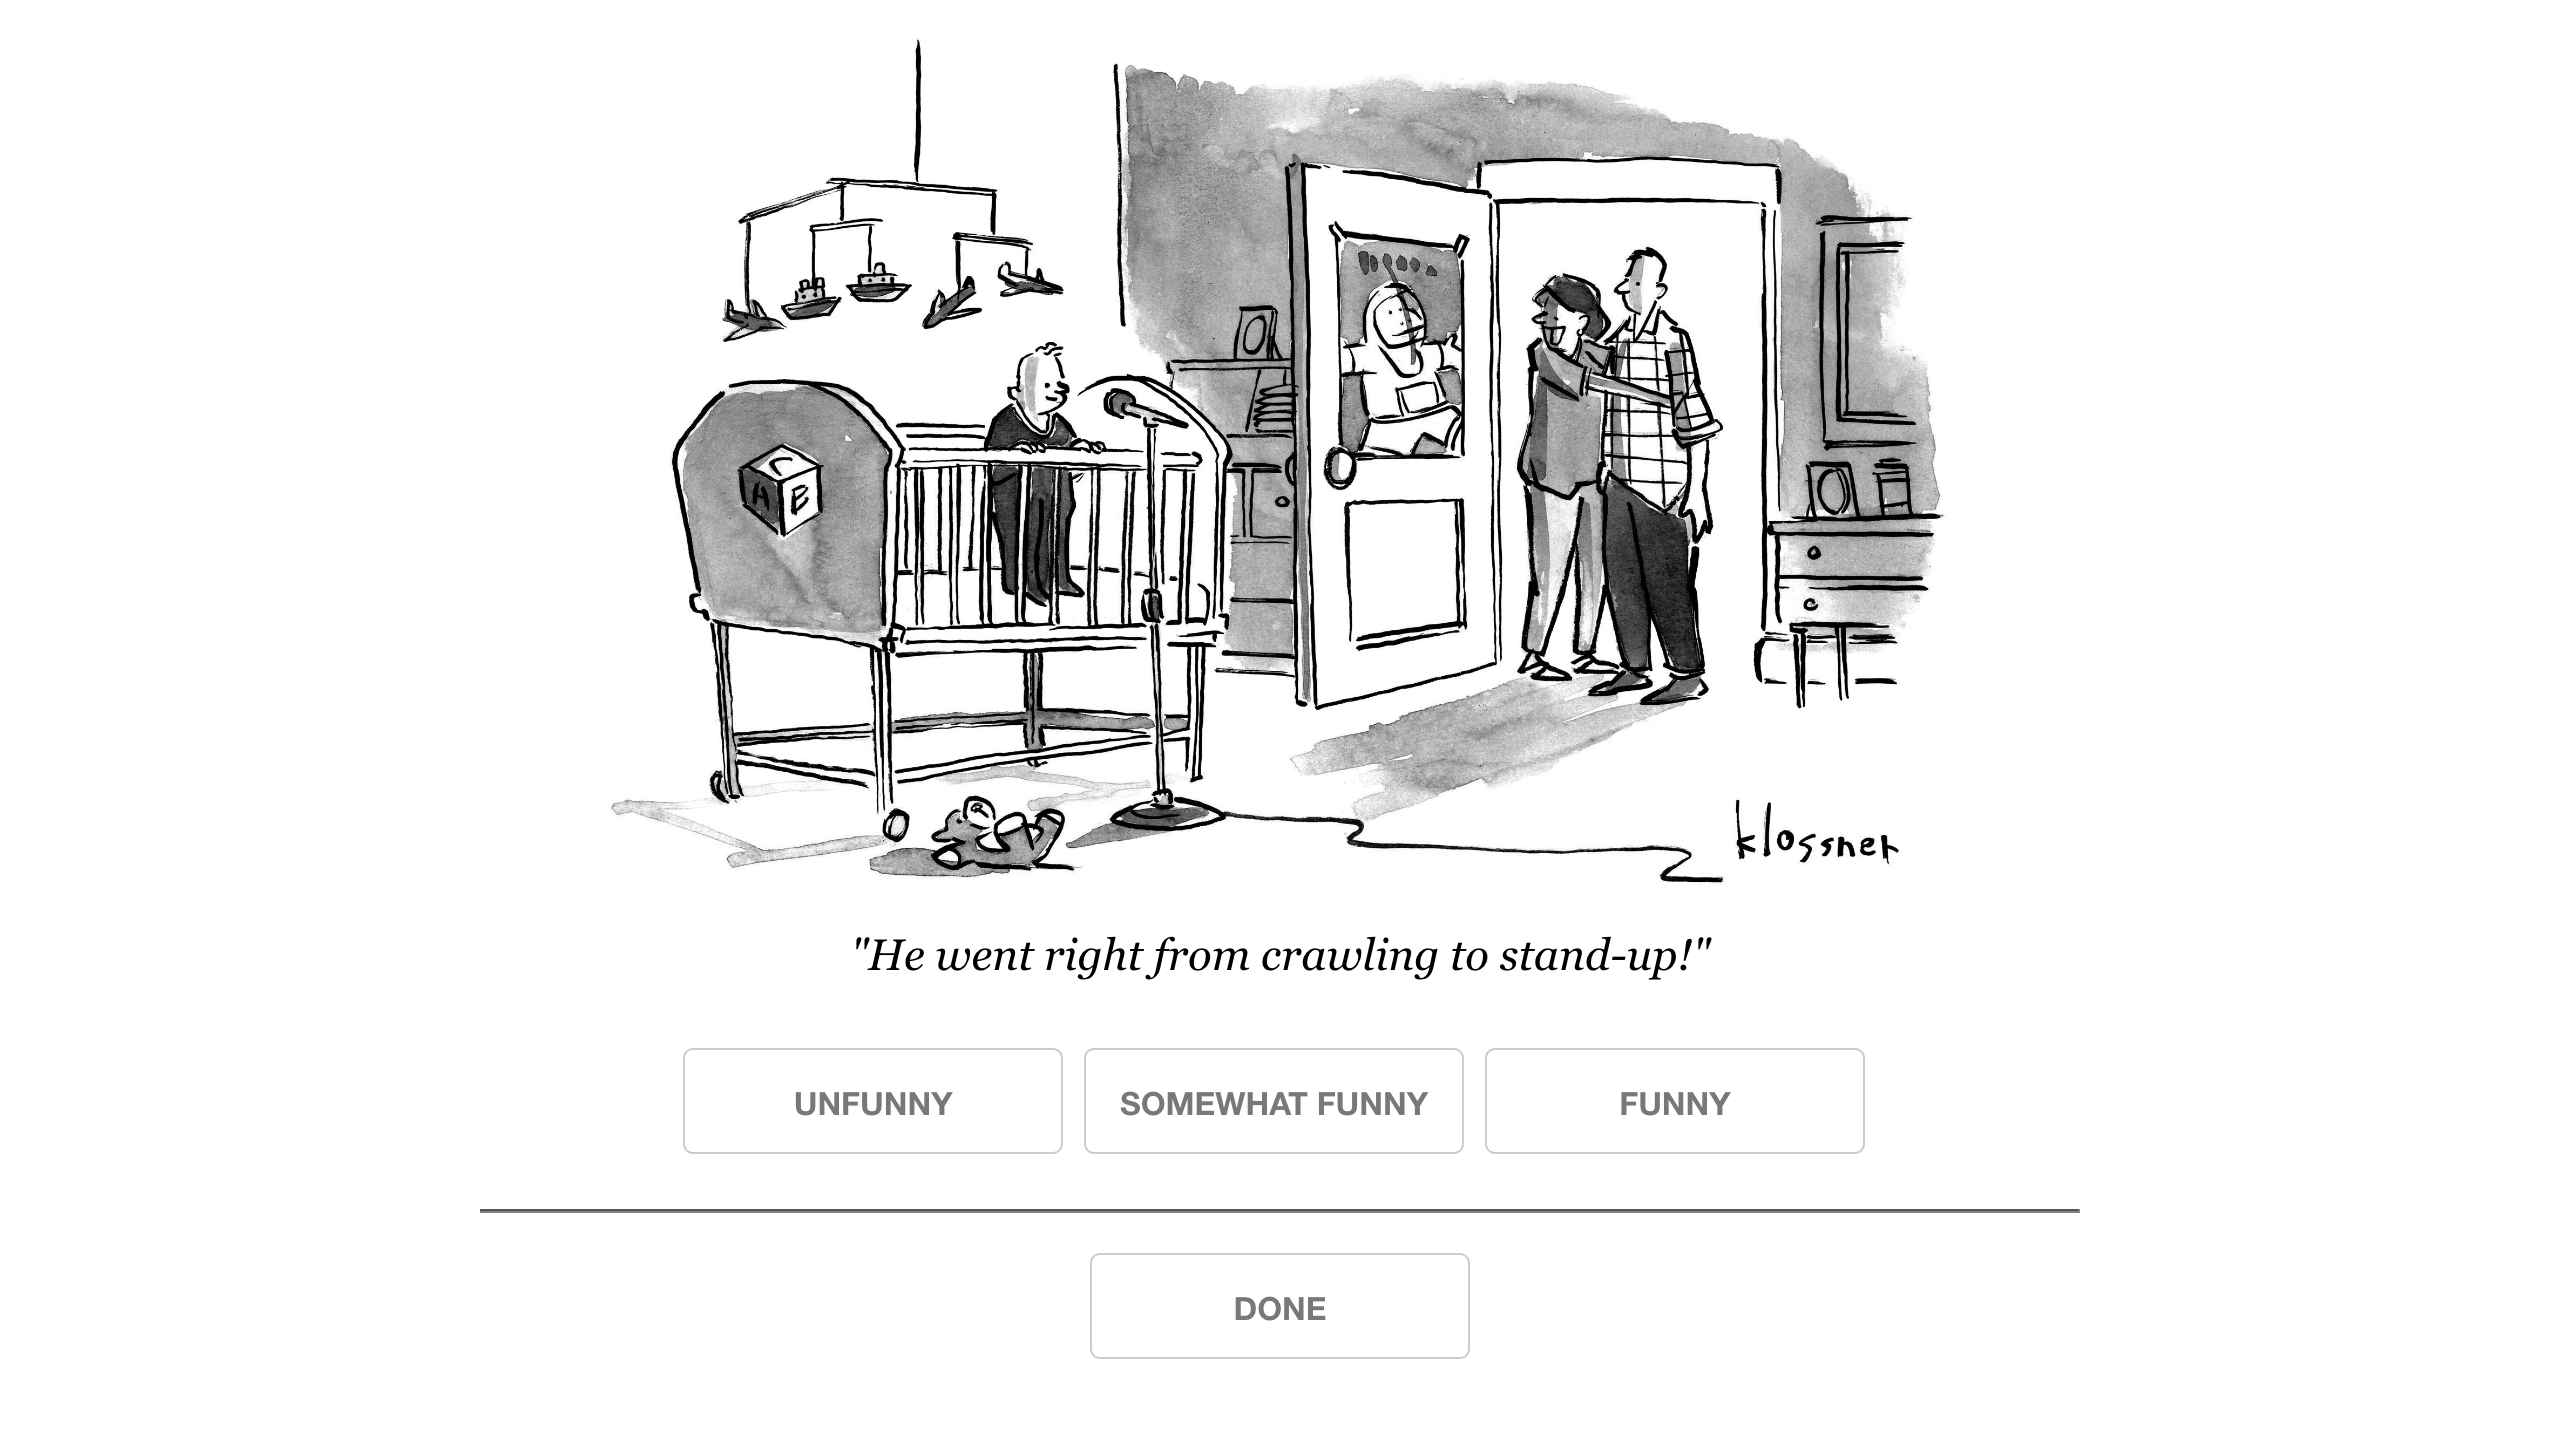 C
A B
klossner
"He went right from crawling to stand-up!"
UNFUNNY SOMEWHAT FUNNY FUNNY
DONE